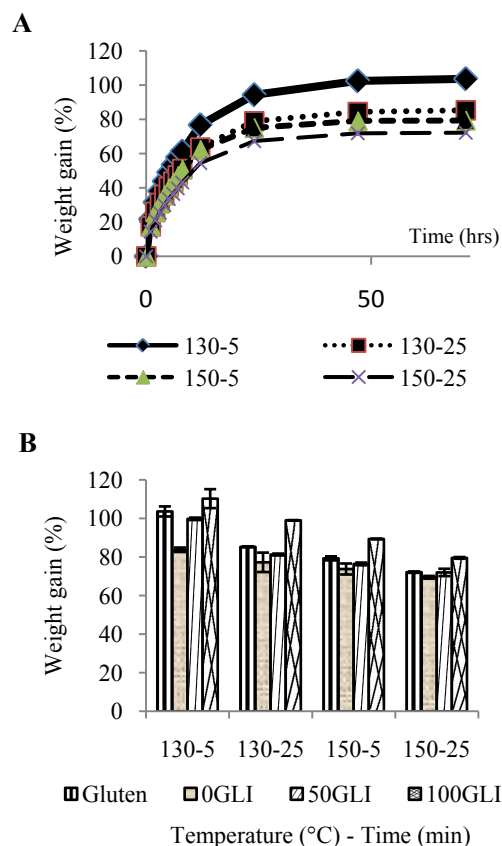 A
Weight gain (%)
120
100
80
60
40
20
0
Time (hrs)
0
50
130-5
130-25
150-5
150-25
B
Weight gain (%)
120
100
80
60
40
20
0
130-5
130-25
150-5
150-25
Gluten
0GLI
50GLI
100GLI
Temperature (°C) - Time (min)